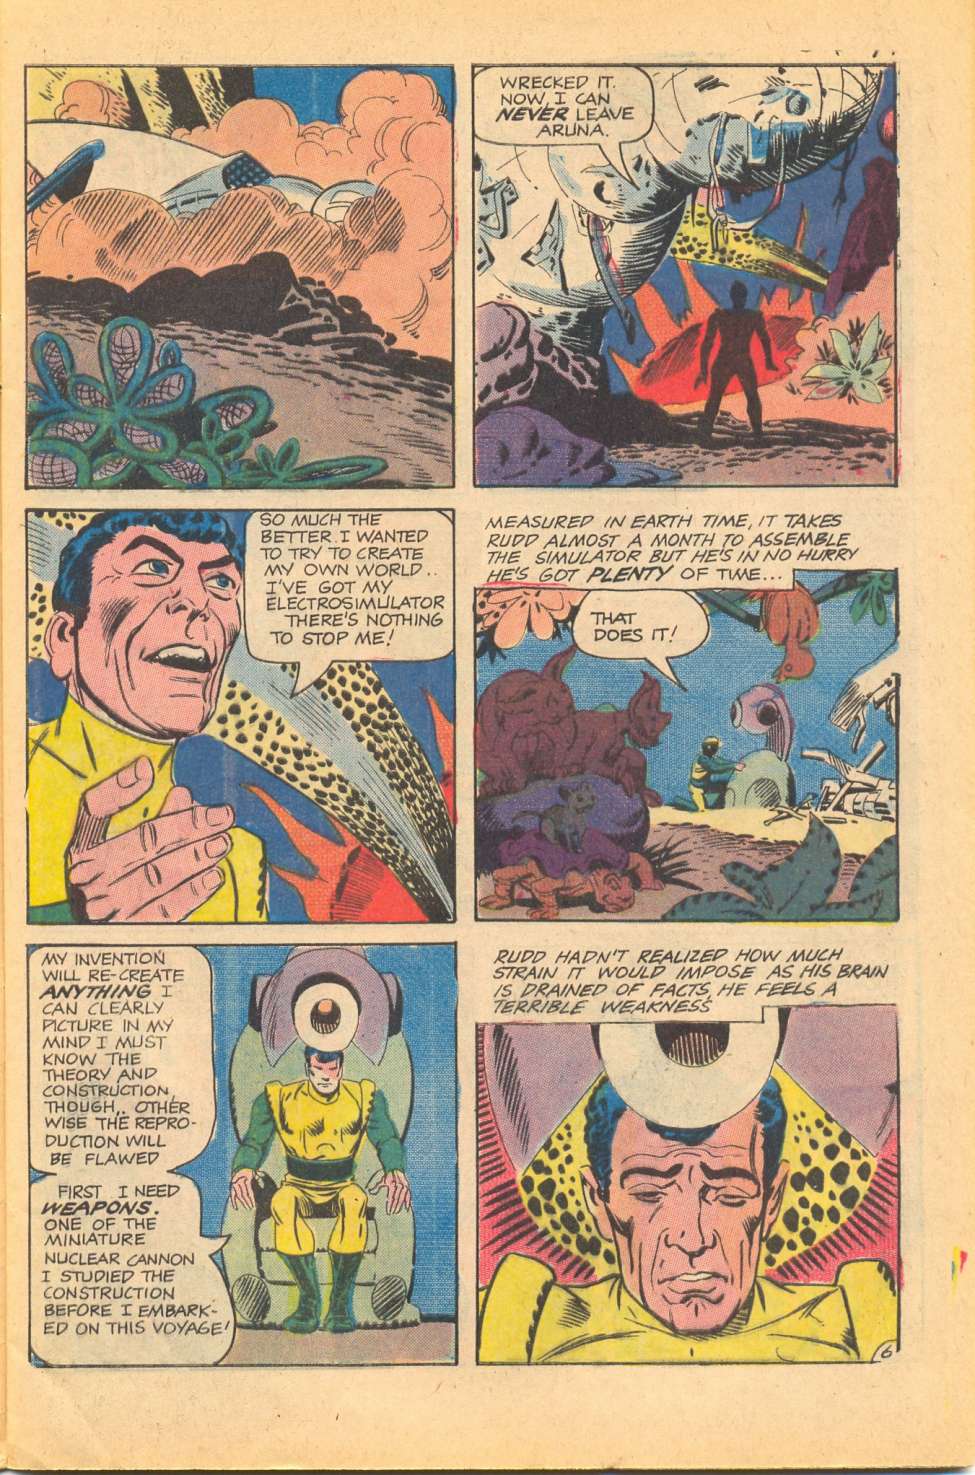 WRECKED IT.
NOW, I CAN
NEVER LEAVE
ARUNA.
SO MUCH THE
BETTER. I WANTED
TO TRY TO CREATE
MY OWN WORLD..
I'VE GOT MY
ELECTROSIMULATOR
THERE'S NOTHING
TO STOP ME!
MEASURED IN EARTH TIME, IT TAKES
RUDD ALMOST A MONTH TO ASSEMBLE
THE SIMULATOR BUT HE'S IN NO HURRY
HE'S GOT PLENTY OF TIME...
THAT
DOES IT!
MY INVENTION
WILL RE-CREATE
ANYTHING I
CAN CLEARLY
PICTURE IN MY
MIND I MUST
KNOW THE
THEORY AND
CONSTRUCTION,
THOUGH,. OTHER
WISE THE REPRO-
DUCTION WILL
BE FLAWED
FIRST I NEED
WEAPONS.
ONE OF THE
MINIATURE
NUCLEAR CANNON
I STUDIED THE
CONSTRUCTION
BEFORE I EMBARK-
ED ON THIS VOYAGE!
RUDD HADN'T REALIZED HOW MUCH
STRAIN IT WOULD IMPOSE AS HIS BRAIN
IS DRAINED OF FACTS, HE FEELS A
TERRIBLE WEAKNESS
6